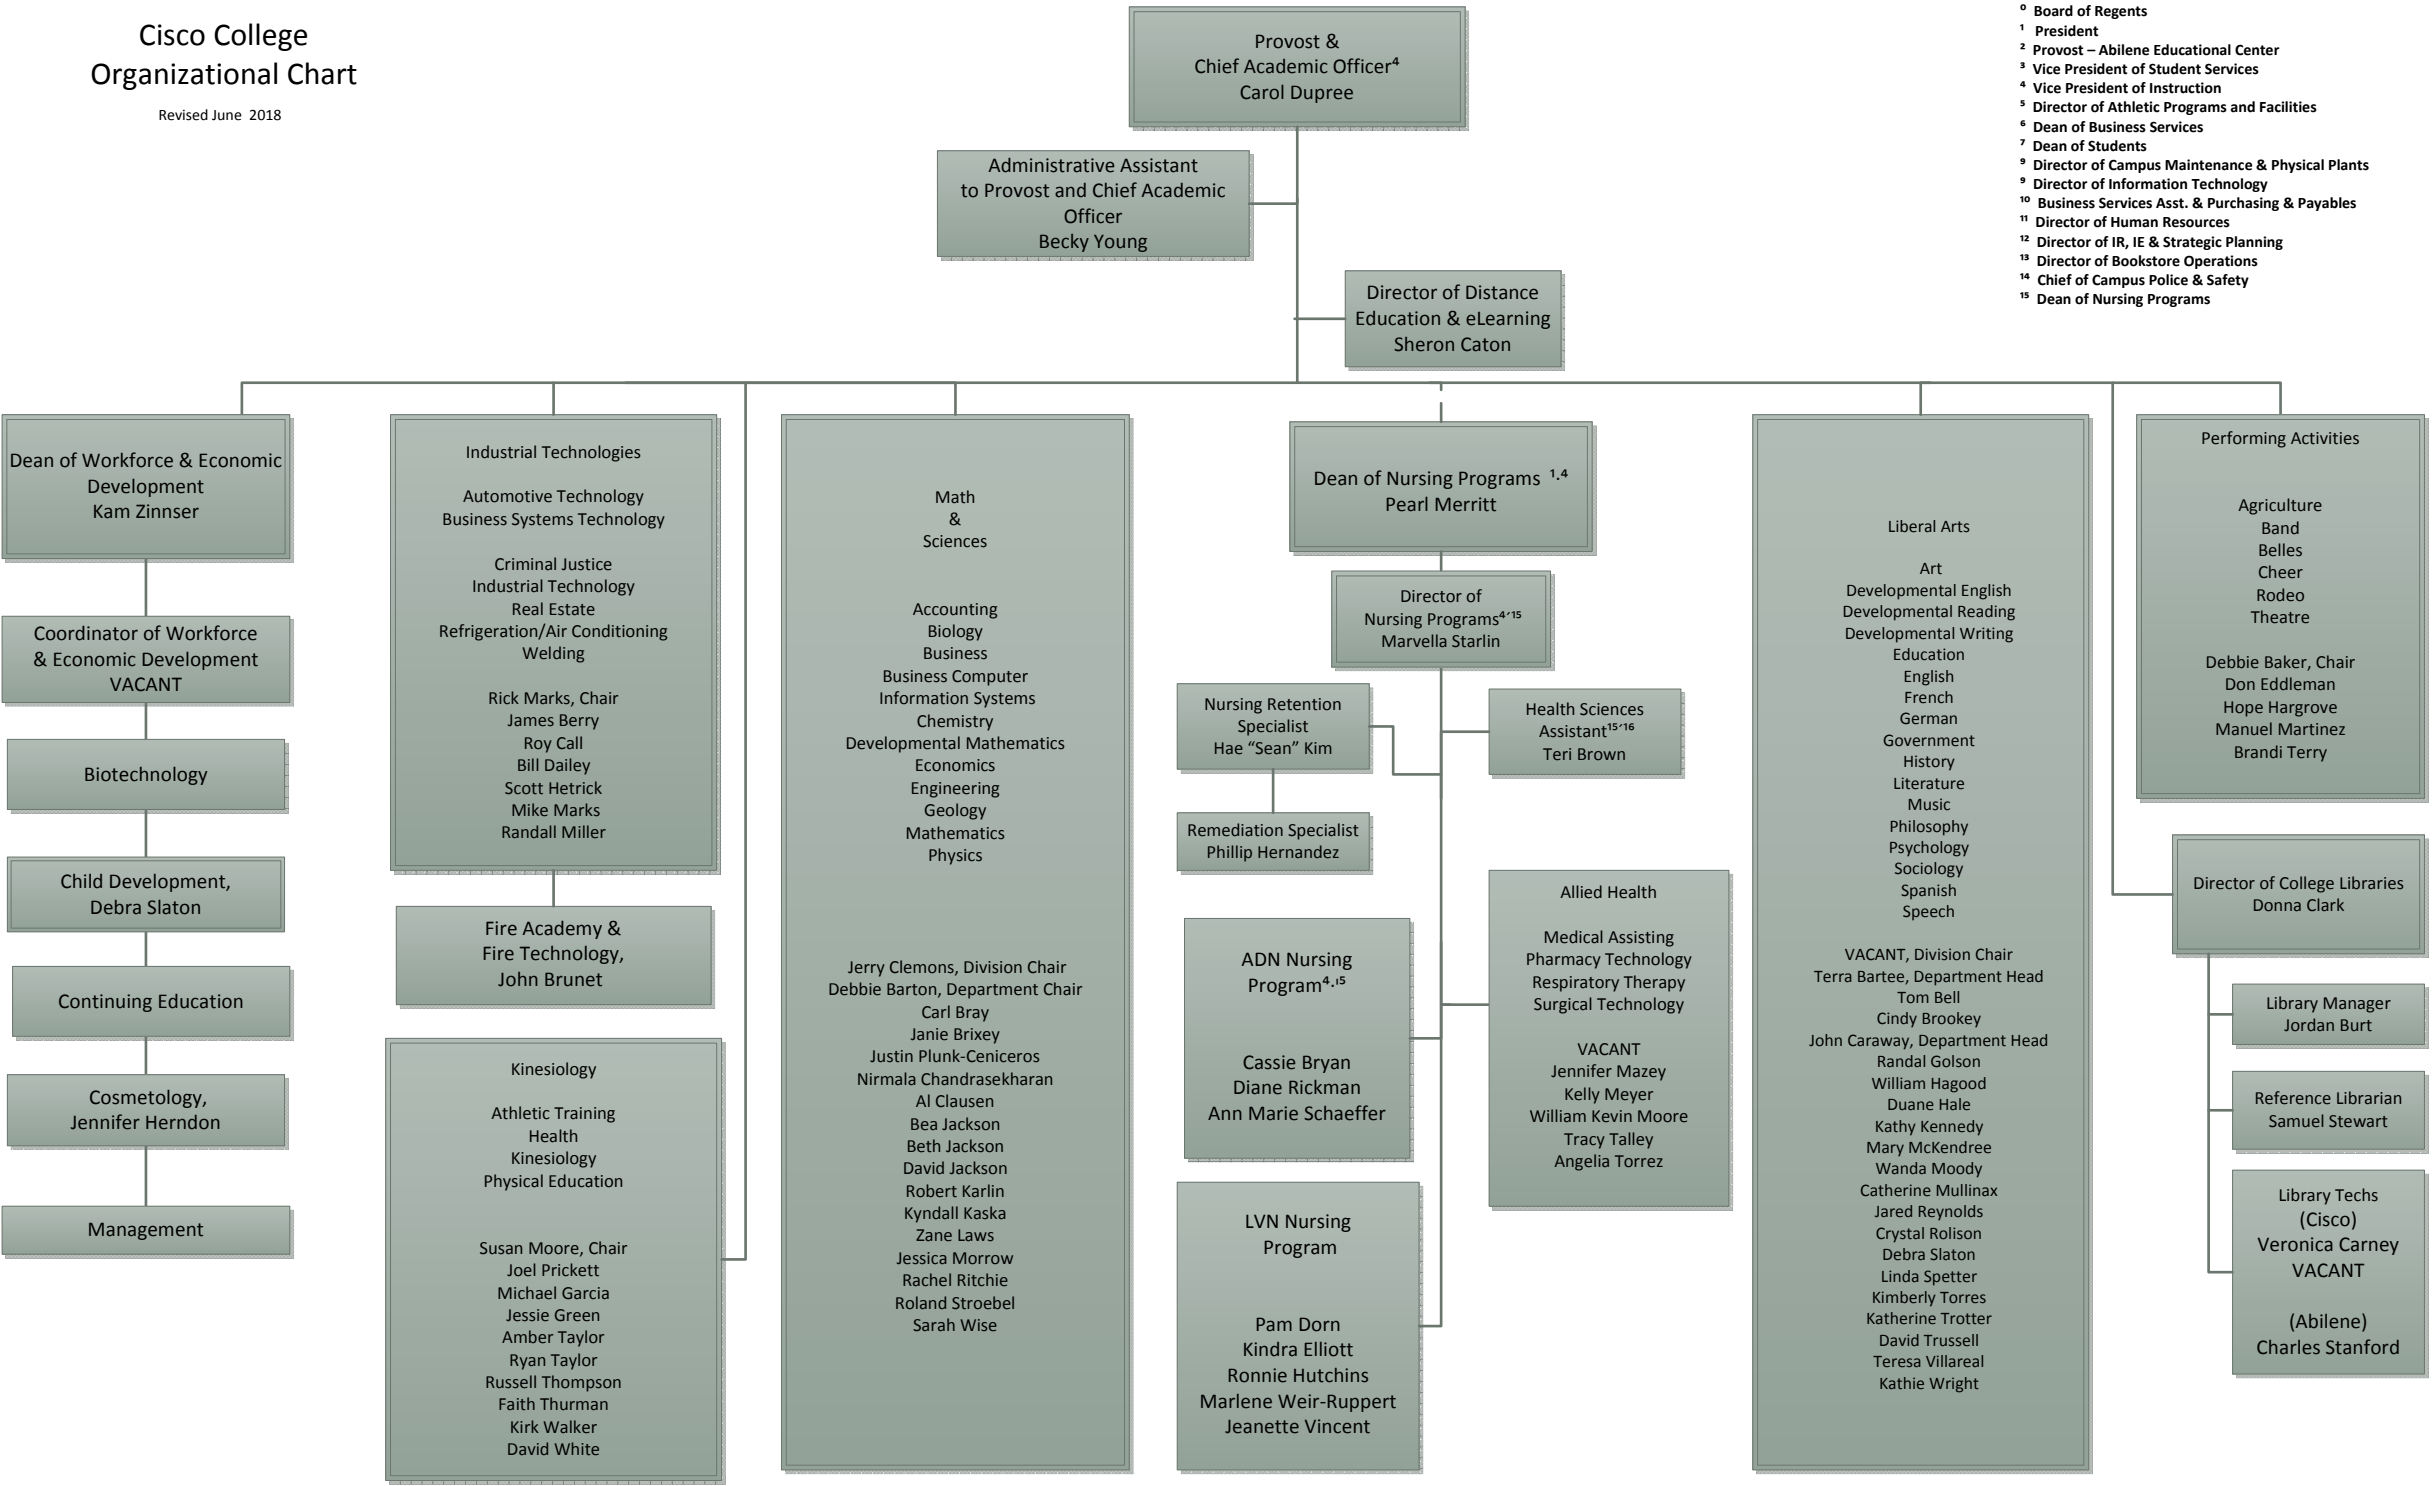 Cisco College
Organizational Chart
Revised June 2018
⁰ Board of Regents
¹ President
² Provost – Abilene Educational Center
³ Vice President of Student Services
⁴ Vice President of Instruction
⁵ Director of Athletic Programs and Facilities
⁶ Dean of Business Services
⁷ Dean of Students
⁹ Director of Campus Maintenance & Physical Plants
⁹ Director of Information Technology
¹⁰ Business Services Asst. & Purchasing & Payables
¹¹ Director of Human Resources
¹² Director of IR, IE & Strategic Planning
¹³ Director of Bookstore Operations
¹⁴ Chief of Campus Police & Safety
¹⁵ Dean of Nursing Programs
Provost &
Chief Academic Officer⁴
Carol Dupree
Administrative Assistant
to Provost and Chief Academic
Officer
Becky Young
Director of Distance
Education & eLearning
Sheron Caton
Dean of Workforce & Economic
Development
Kam Zinnser
Coordinator of Workforce
& Economic Development
VACANT
Biotechnology
Child Development,
Debra Slaton
Continuing Education
Cosmetology,
Jennifer Herndon
Management
Industrial Technologies
Automotive Technology
Business Systems Technology
Criminal Justice
Industrial Technology
Real Estate
Refrigeration/Air Conditioning
Welding
Rick Marks, Chair
James Berry
Roy Call
Bill Dailey
Scott Hetrick
Mike Marks
Randall Miller
Fire Academy &
Fire Technology,
John Brunet
Kinesiology
Athletic Training
Health
Kinesiology
Physical Education
Susan Moore, Chair
Joel Prickett
Michael Garcia
Jessie Green
Amber Taylor
Ryan Taylor
Russell Thompson
Faith Thurman
Kirk Walker
David White
Math
&
Sciences
Accounting
Biology
Business
Business Computer
Information Systems
Chemistry
Developmental Mathematics
Economics
Engineering
Geology
Mathematics
Physics
Jerry Clemons, Division Chair
Debbie Barton, Department Chair
Carl Bray
Janie Brixey
Justin Plunk-Ceniceros
Nirmala Chandrasekharan
Al Clausen
Bea Jackson
Beth Jackson
David Jackson
Robert Karlin
Kyndall Kaska
Zane Laws
Jessica Morrow
Rachel Ritchie
Roland Stroebel
Sarah Wise
Dean of Nursing Programs ¹·⁴
Pearl Merritt
Director of
Nursing Programs⁴′¹⁵
Marvella Starlin
Nursing Retention
Specialist
Hae “Sean” Kim
Remediation Specialist
Phillip Hernandez
Health Sciences
Assistant¹⁵′¹⁶
Teri Brown
ADN Nursing
Program⁴·¹⁵
Cassie Bryan
Diane Rickman
Ann Marie Schaeffer
LVN Nursing
Program
Pam Dorn
Kindra Elliott
Ronnie Hutchins
Marlene Weir-Ruppert
Jeanette Vincent
Allied Health
Medical Assisting
Pharmacy Technology
Respiratory Therapy
Surgical Technology
VACANT
Jennifer Mazey
Kelly Meyer
William Kevin Moore
Tracy Talley
Angelia Torrez
Liberal Arts
Art
Developmental English
Developmental Reading
Developmental Writing
Education
English
French
German
Government
History
Literature
Music
Philosophy
Psychology
Sociology
Spanish
Speech
VACANT, Division Chair
Terra Bartee, Department Head
Tom Bell
Cindy Brookey
John Caraway, Department Head
Randal Golson
William Hagood
Duane Hale
Kathy Kennedy
Mary McKendree
Wanda Moody
Catherine Mullinax
Jared Reynolds
Crystal Rolison
Debra Slaton
Linda Spetter
Kimberly Torres
Katherine Trotter
David Trussell
Teresa Villareal
Kathie Wright
Performing Activities
Agriculture
Band
Belles
Cheer
Rodeo
Theatre
Debbie Baker, Chair
Don Eddleman
Hope Hargrove
Manuel Martinez
Brandi Terry
Director of College Libraries
Donna Clark
Library Manager
Jordan Burt
Reference Librarian
Samuel Stewart
Library Techs
(Cisco)
Veronica Carney
VACANT
(Abilene)
Charles Stanford